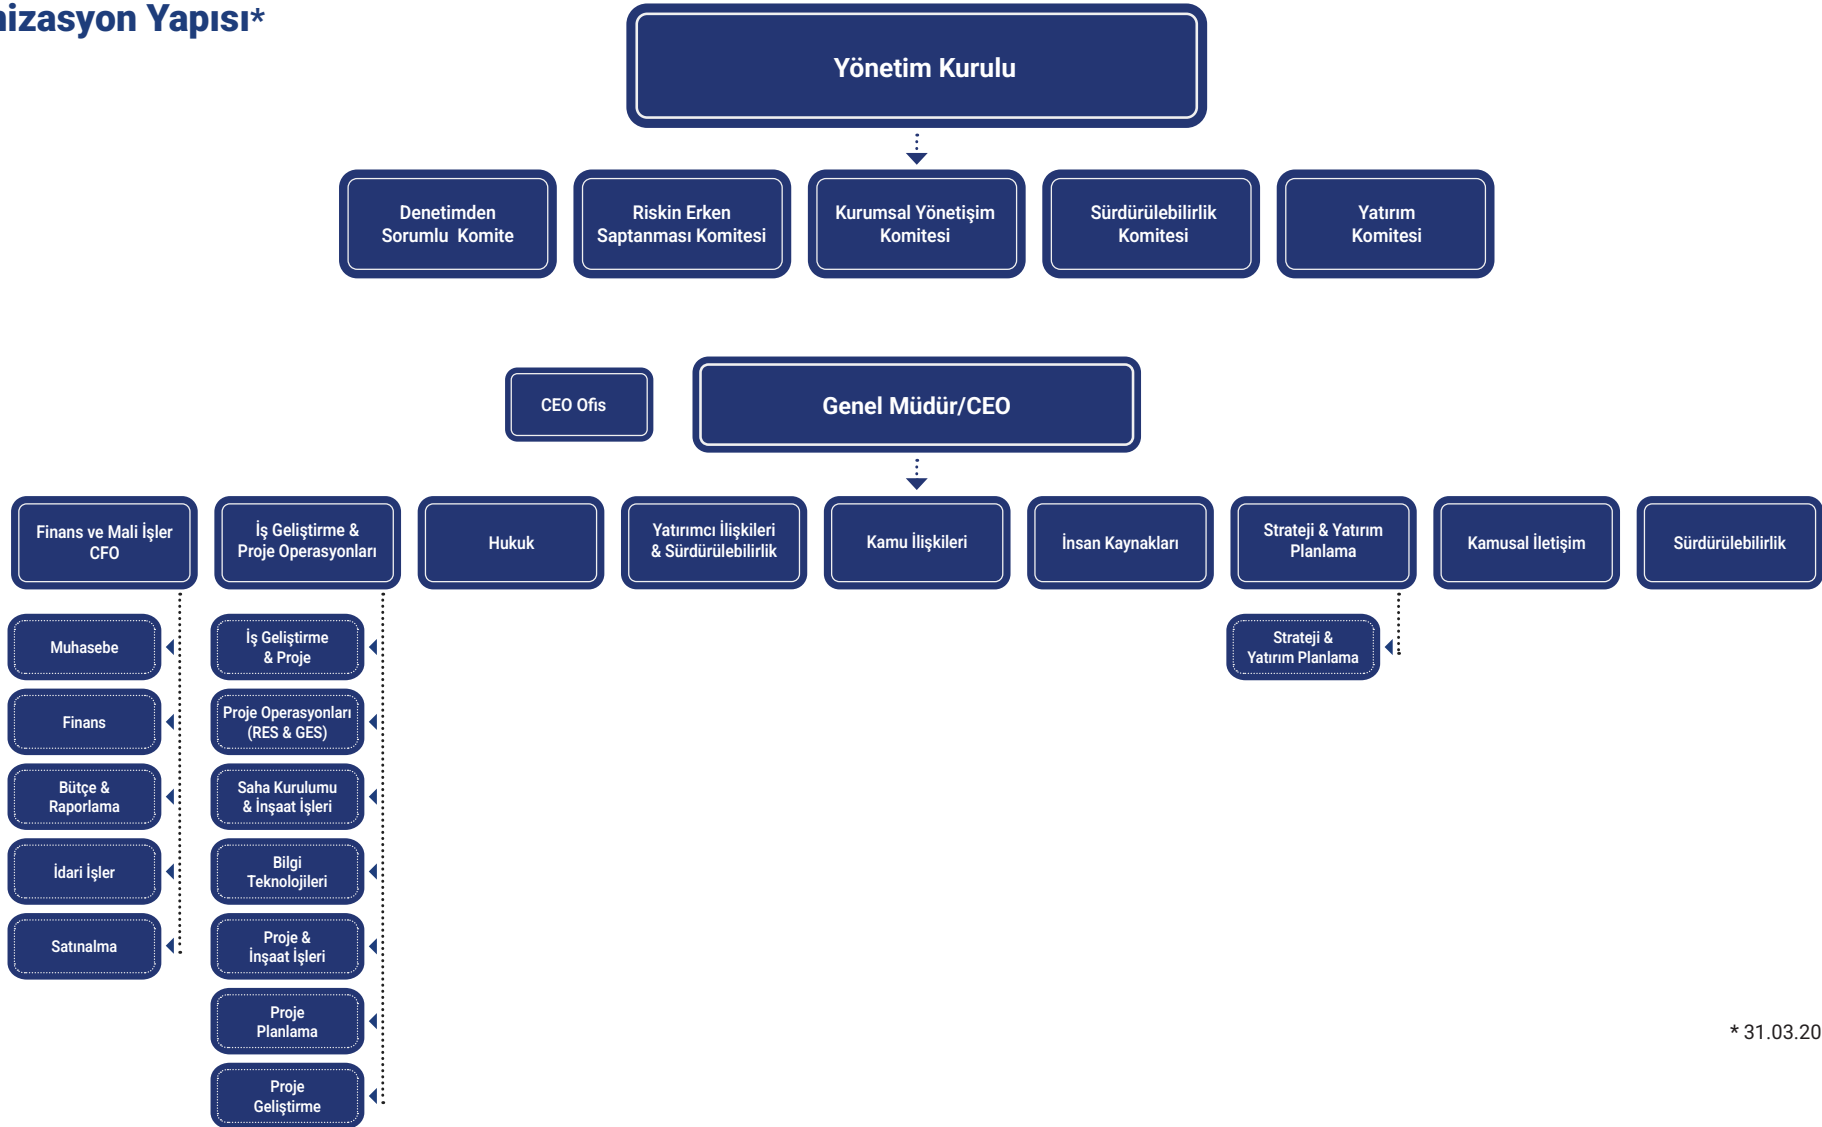 nizasyon Yapısı*
Yönetim Kurulu
Denetimden
Sorumlu Komite
Riskin Erken
Saptanması Komitesi
Kurumsal Yönetişim
Komitesi
Sürdürülebilirlik
Komitesi
Yatırım
Komitesi
CEO Ofis
Genel Müdür/CEO
Finans ve Mali İşler
CFO
İş Geliştirme &
Proje Operasyonları
Hukuk
Yatırımcı İlişkileri
& Sürdürülebilirlik
Kamu İlişkileri
İnsan Kaynakları
Strateji & Yatırım
Planlama
Kamusal İletişim
Sürdürülebilirlik
Muhasebe
Finans
Bütçe &
Raporlama
İdari İşler
Satınalma
İş Geliştirme
& Proje
Proje Operasyonları
(RES & GES)
Saha Kurulumu
& İnşaat İşleri
Bilgi
Teknolojileri
Proje &
İnşaat İşleri
Proje
Planlama
Proje
Geliştirme
Strateji &
Yatırım Planlama
* 31.03.20